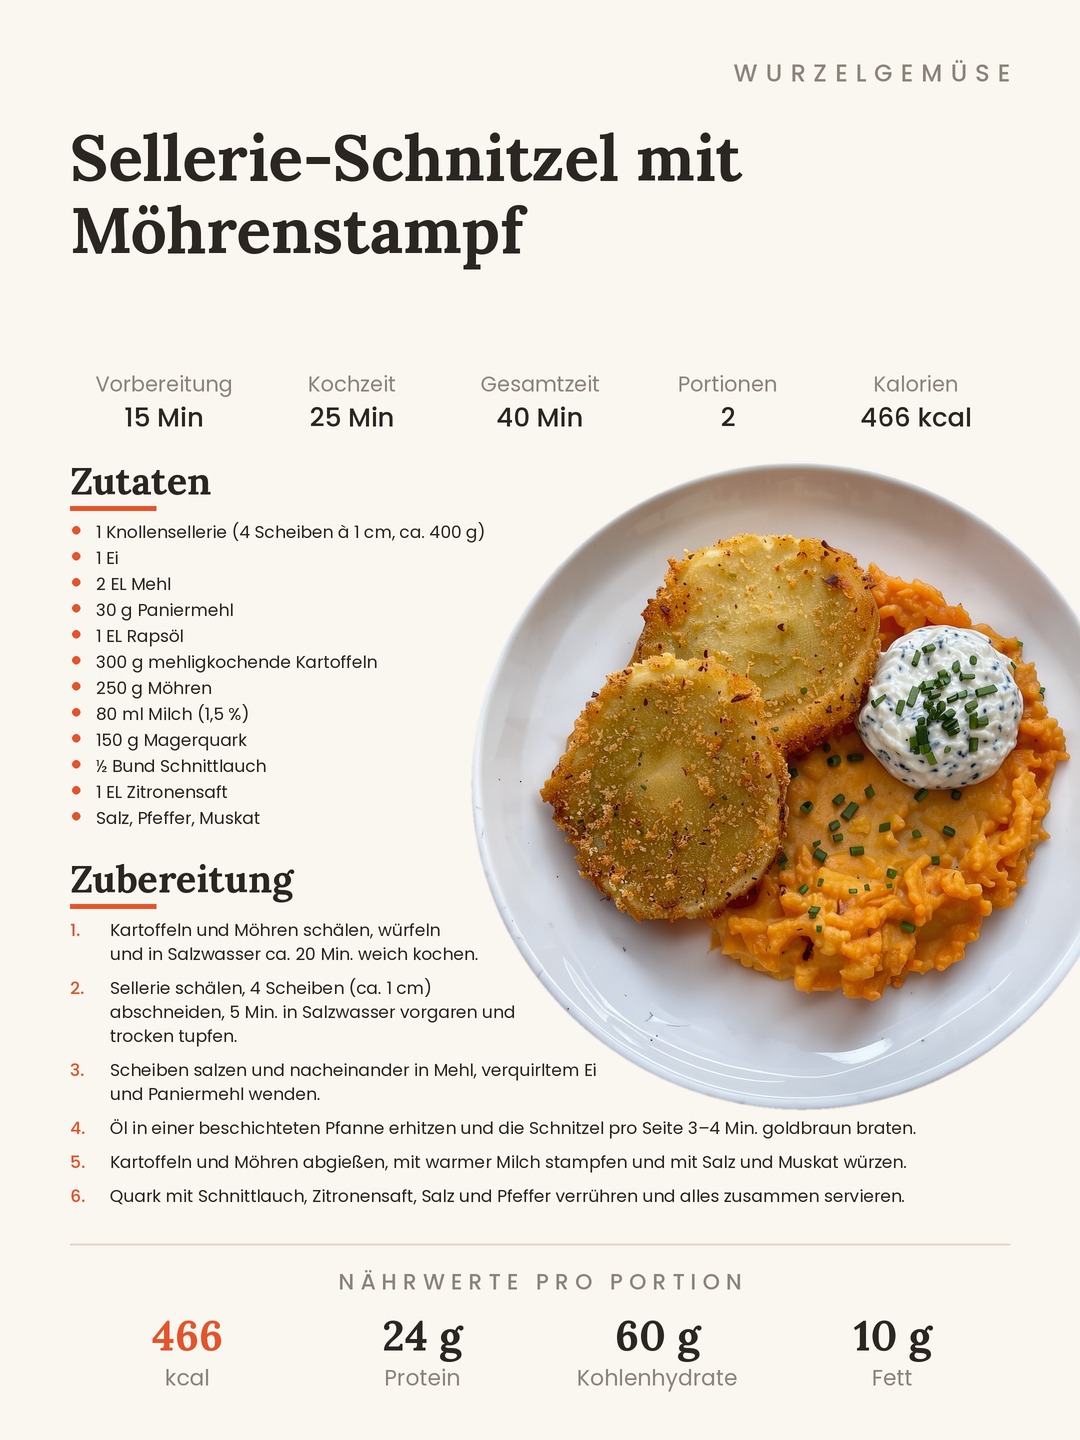 WURZELGEMÜSE
Sellerie-Schnitzel mit
Möhrenstampf
Vorbereitung
15 Min
Kochzeit
25 Min
Gesamtzeit
40 Min
Portionen
2
Kalorien
466 kcal
Zutaten
1 Knollensellerie (4 Scheiben à 1 cm, ca. 400 g)
1 Ei
2 EL Mehl
30 g Paniermehl
1 EL Rapsöl
300 g mehligkochende Kartoffeln
250 g Möhren
80 ml Milch (1,5 %)
150 g Magerquark
½ Bund Schnittlauch
1 EL Zitronensaft
Salz, Pfeffer, Muskat
Zubereitung
1. Kartoffeln und Möhren schälen, würfeln
und in Salzwasser ca. 20 Min. weich kochen.
2. Sellerie schälen, 4 Scheiben (ca. 1 cm)
abschneiden, 5 Min. in Salzwasser vorgaren und
trocken tupfen.
3. Scheiben salzen und nacheinander in Mehl, verquirltem Ei
und Paniermehl wenden.
4. Öl in einer beschichteten Pfanne erhitzen und die Schnitzel pro Seite 3–4 Min. goldbraun braten.
5. Kartoffeln und Möhren abgießen, mit warmer Milch stampfen und mit Salz und Muskat würzen.
6. Quark mit Schnittlauch, Zitronensaft, Salz und Pfeffer verrühren und alles zusammen servieren.
NÄHRWERTE PRO PORTION
466
kcal
24 g
Protein
60 g
Kohlenhydrate
10 g
Fett